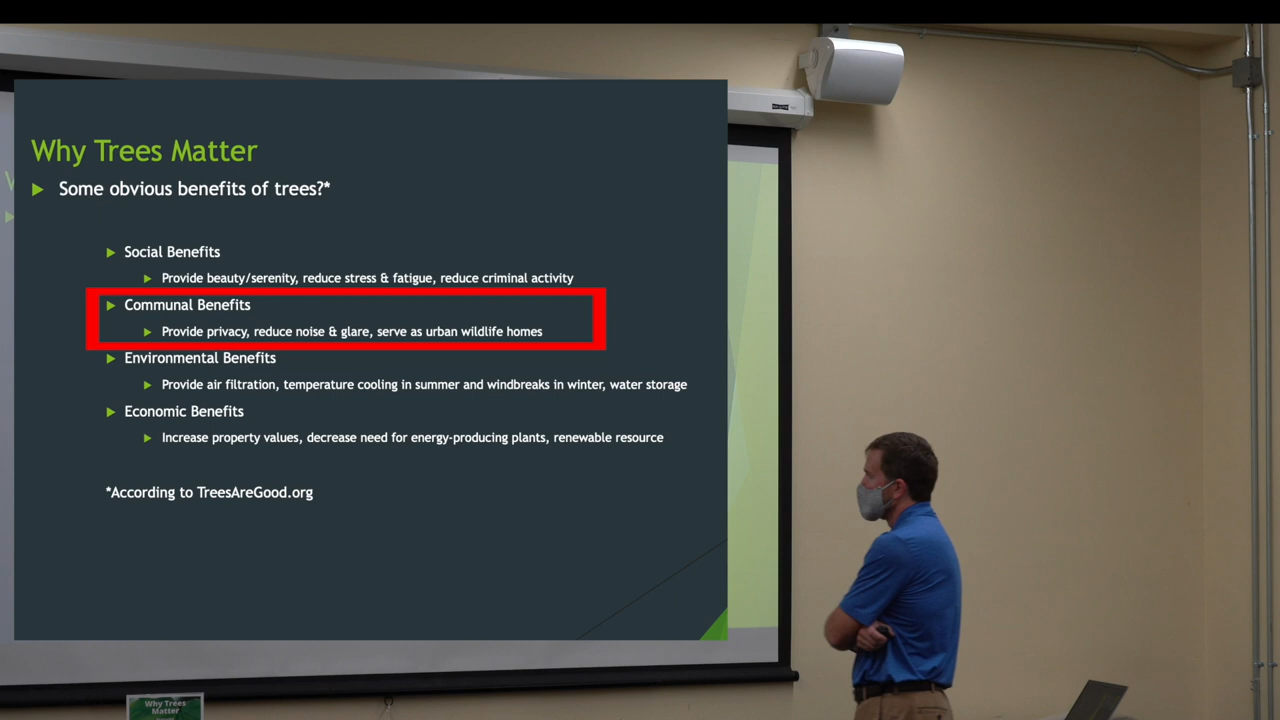 Why Trees Matter
Some obvious benefits of trees?*
Social Benefits
Provide beauty/serenity, reduce stress & fatigue, reduce criminal activity
Communal Benefits
Provide privacy, reduce noise & glare, serve as urban wildlife homes
Environmental Benefits
Provide air filtration, temperature cooling in summer and windbreaks in winter, water storage
Economic Benefits
Increase property values, decrease need for energy-producing plants, renewable resource
*According to TreesAreGood.org
Why Trees
Matter